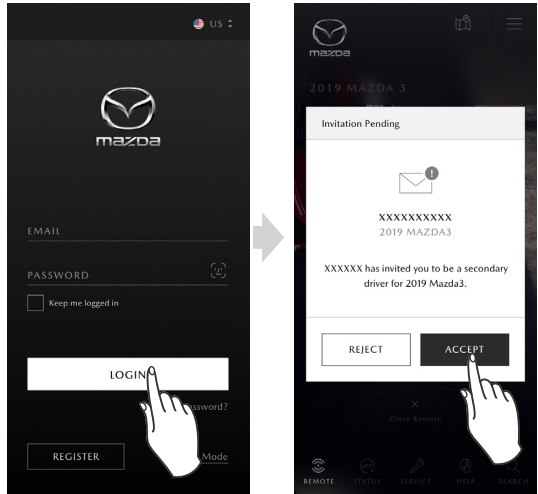 US
mazda
EMAIL
PASSWORD
Keep me logged in
LOGIN
ssword?
REGISTER
Mode
mazda
2019 MAZDA 3
Invitation Pending
!
XXXXXXXXXX
2019 MAZDA3
XXXXXX has invited you to be a secondary
driver for 2019 Mazda3.
REJECT
ACCEPT
×
Close Remote
REMOTE
STATUS
SERVICE
HELP
SEARCH